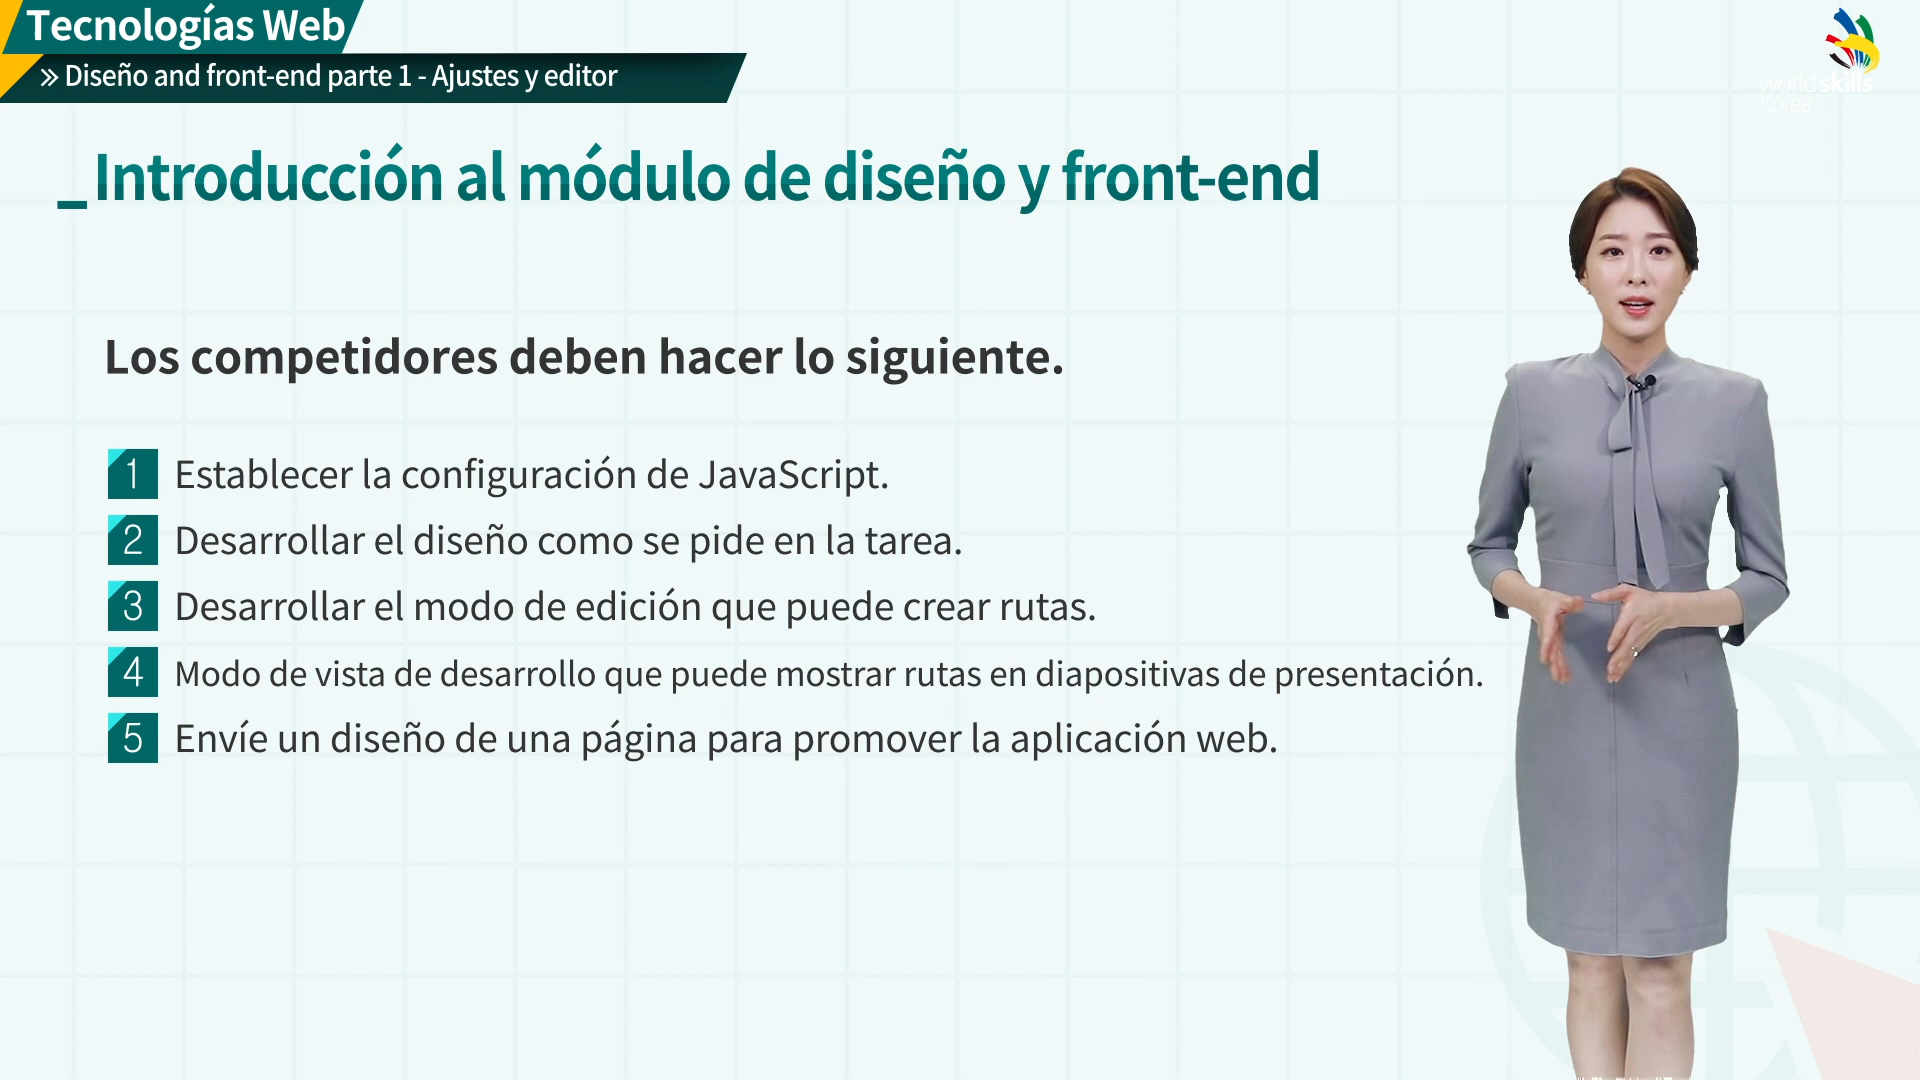 Tecnologías Web
» Diseño and front-end parte 1 - Ajustes y editor
world skills
Korea
_Introducción al módulo de diseño y front-end
Los competidores deben hacer lo siguiente.
1 Establecer la configuración de JavaScript.
2 Desarrollar el diseño como se pide en la tarea.
3 Desarrollar el modo de edición que puede crear rutas.
4 Modo de vista de desarrollo que puede mostrar rutas en diapositivas de presentación.
5 Envíe un diseño de una página para promover la aplicación web.